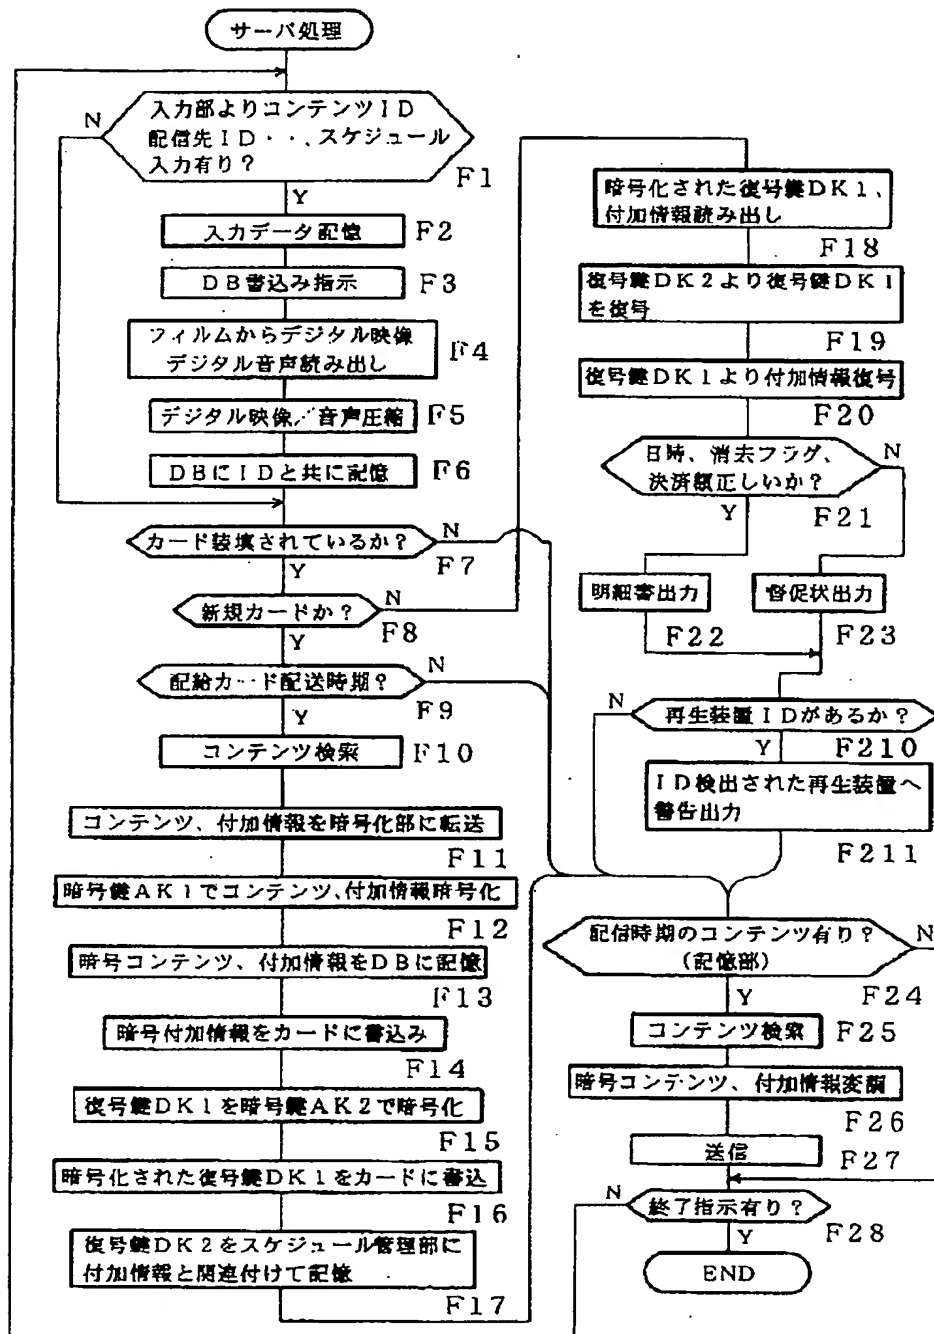 サーバ処理
入力部よりコンテンツID
配信先ID・・、スケジュール
入力有り?
N
F1
Y
入力データ記憶
F2
DB書込み指示
F3
フィルムからデジタル映像
デジタル音声読み出し
F4
デジタル映像/音声圧縮
F5
DBにIDと共に記憶
F6
カード装填されているか?
N
F7
Y
新規カードか?
N
F8
Y
配給カード配送時期?
N
F9
Y
コンテンツ検索
F10
コンテンツ、付加情報を暗号化部に転送
F11
暗号鍵AK1でコンテンツ、付加情報暗号化
F12
暗号コンテンツ、付加情報をDBに記憶
F13
暗号付加情報をカードに書込み
F14
復号鍵DK1を暗号鍵AK2で暗号化
F15
暗号化された復号鍵DK1をカードに書込
F16
復号鍵DK2をスケジュール管理部に
付加情報と関連付けて記憶
F17
暗号化された復号鍵DK1、
付加情報読み出し
F18
復号鍵DK2より復号鍵DK1
を復号
F19
復号鍵DK1より付加情報復号
F20
日時、消去フラグ、
決済額正しいか?
N
F21
Y
明細書出力
F22
督促状出力
F23
再生装置IDがあるか?
N
F210
Y
ID検出された再生装置へ
警告出力
F211
配信時期のコンテンツ有り?
(記憶部)
N
F24
Y
コンテンツ検索
F25
暗号コンテンツ、付加情報変調
F26
送信
F27
終了指示有り?
N
F28
Y
END